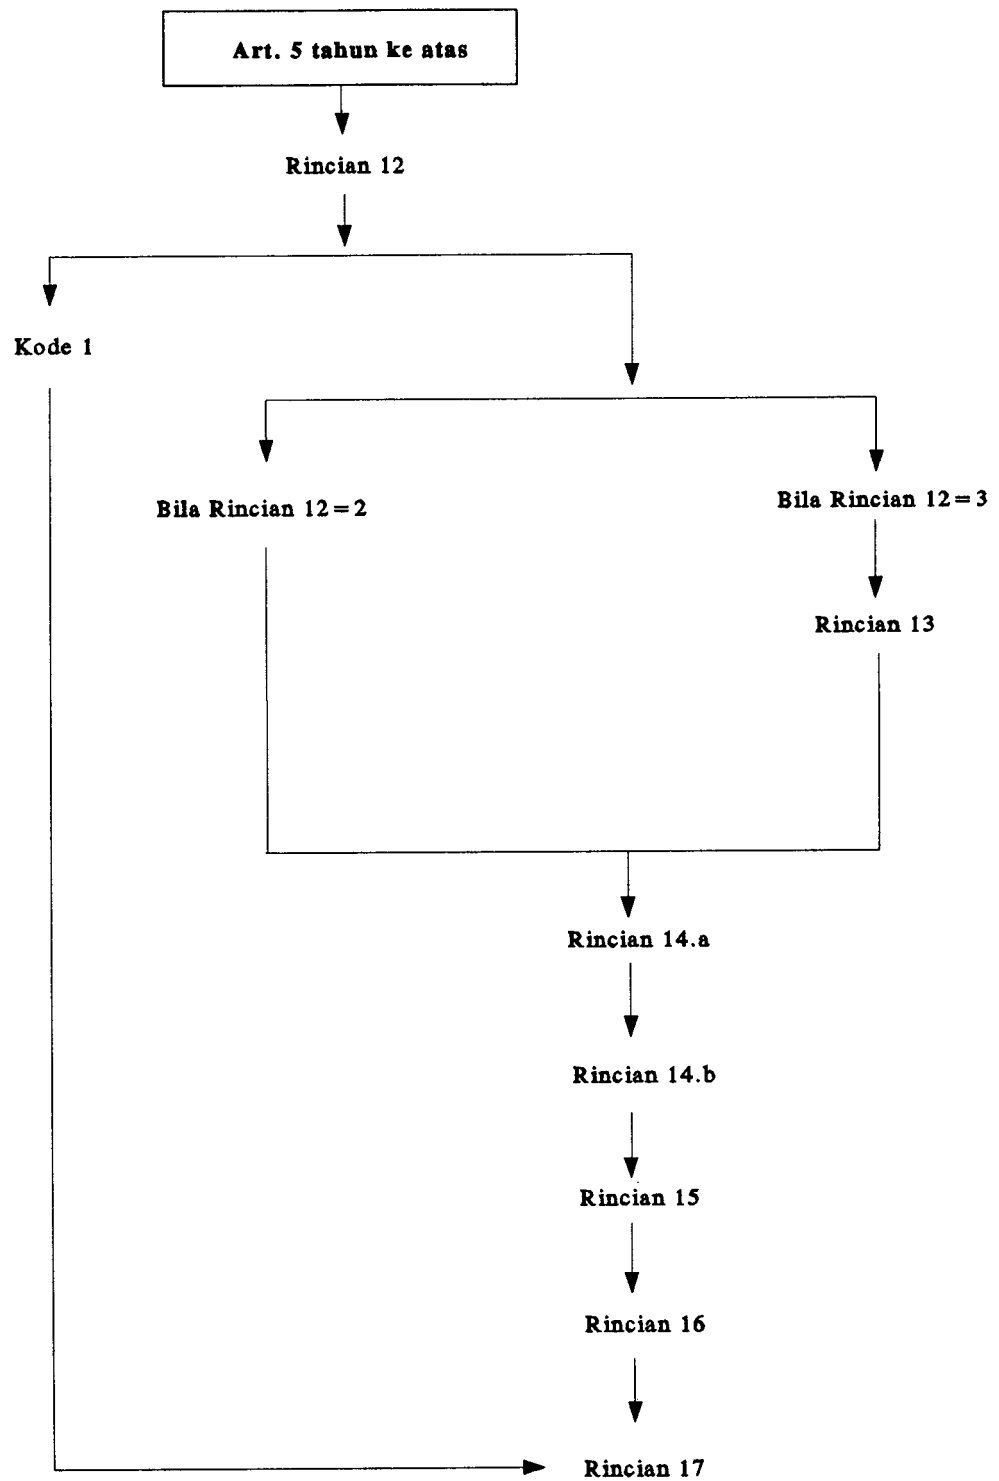 Art. 5 tahun ke atas
Rincian 12
Kode 1
Bila Rincian 12=2
Bila Rincian 12=3
Rincian 13
Rincian 14.a
Rincian 14.b
Rincian 15
Rincian 16
Rincian 17